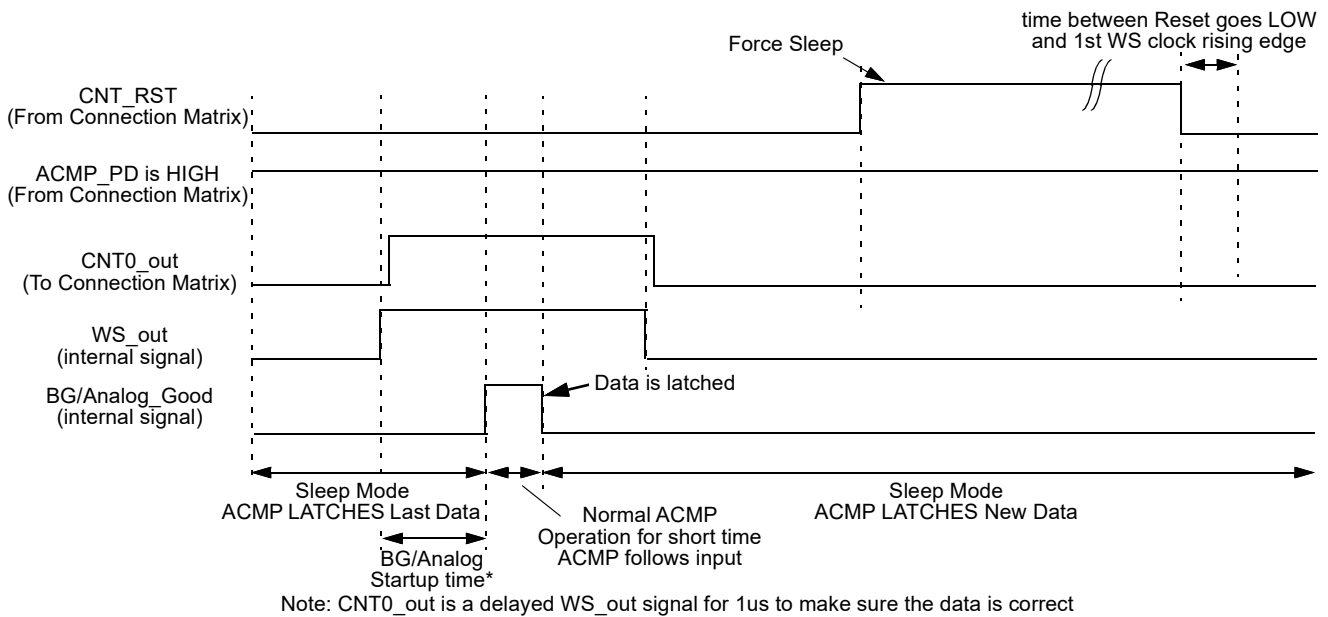 time between Reset goes LOW
and 1st WS clock rising edge
Force Sleep
CNT_RST
(From Connection Matrix)
ACMP_PD is HIGH
(From Connection Matrix)
CNT0_out
(To Connection Matrix)
WS_out
(internal signal)
Data is latched
BG/Analog_Good
(internal signal)
Sleep Mode
ACMP LATCHES Last Data
Normal ACMP
Operation for short time
ACMP follows input
Sleep Mode
ACMP LATCHES New Data
BG/Analog
Startup time*
Note: CNT0_out is a delayed WS_out signal for 1us to make sure the data is correct